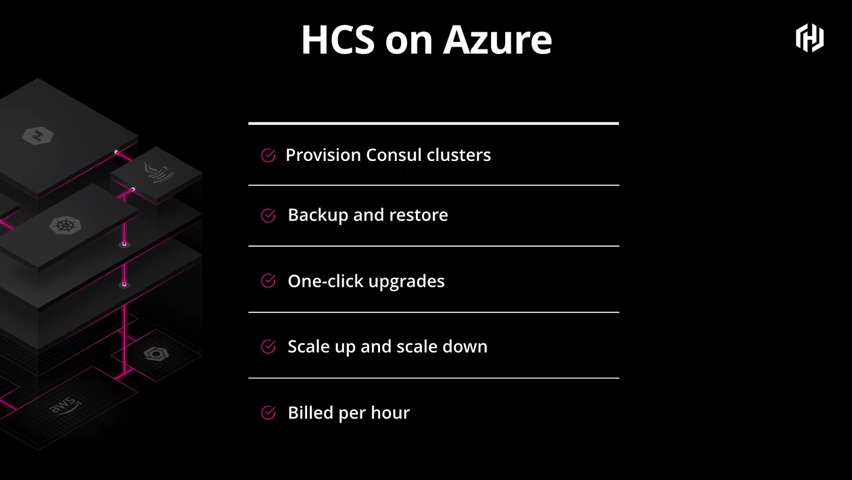 HCS on Azure
Provision Consul clusters
Backup and restore
One-click upgrades
Scale up and scale down
Billed per hour
aws